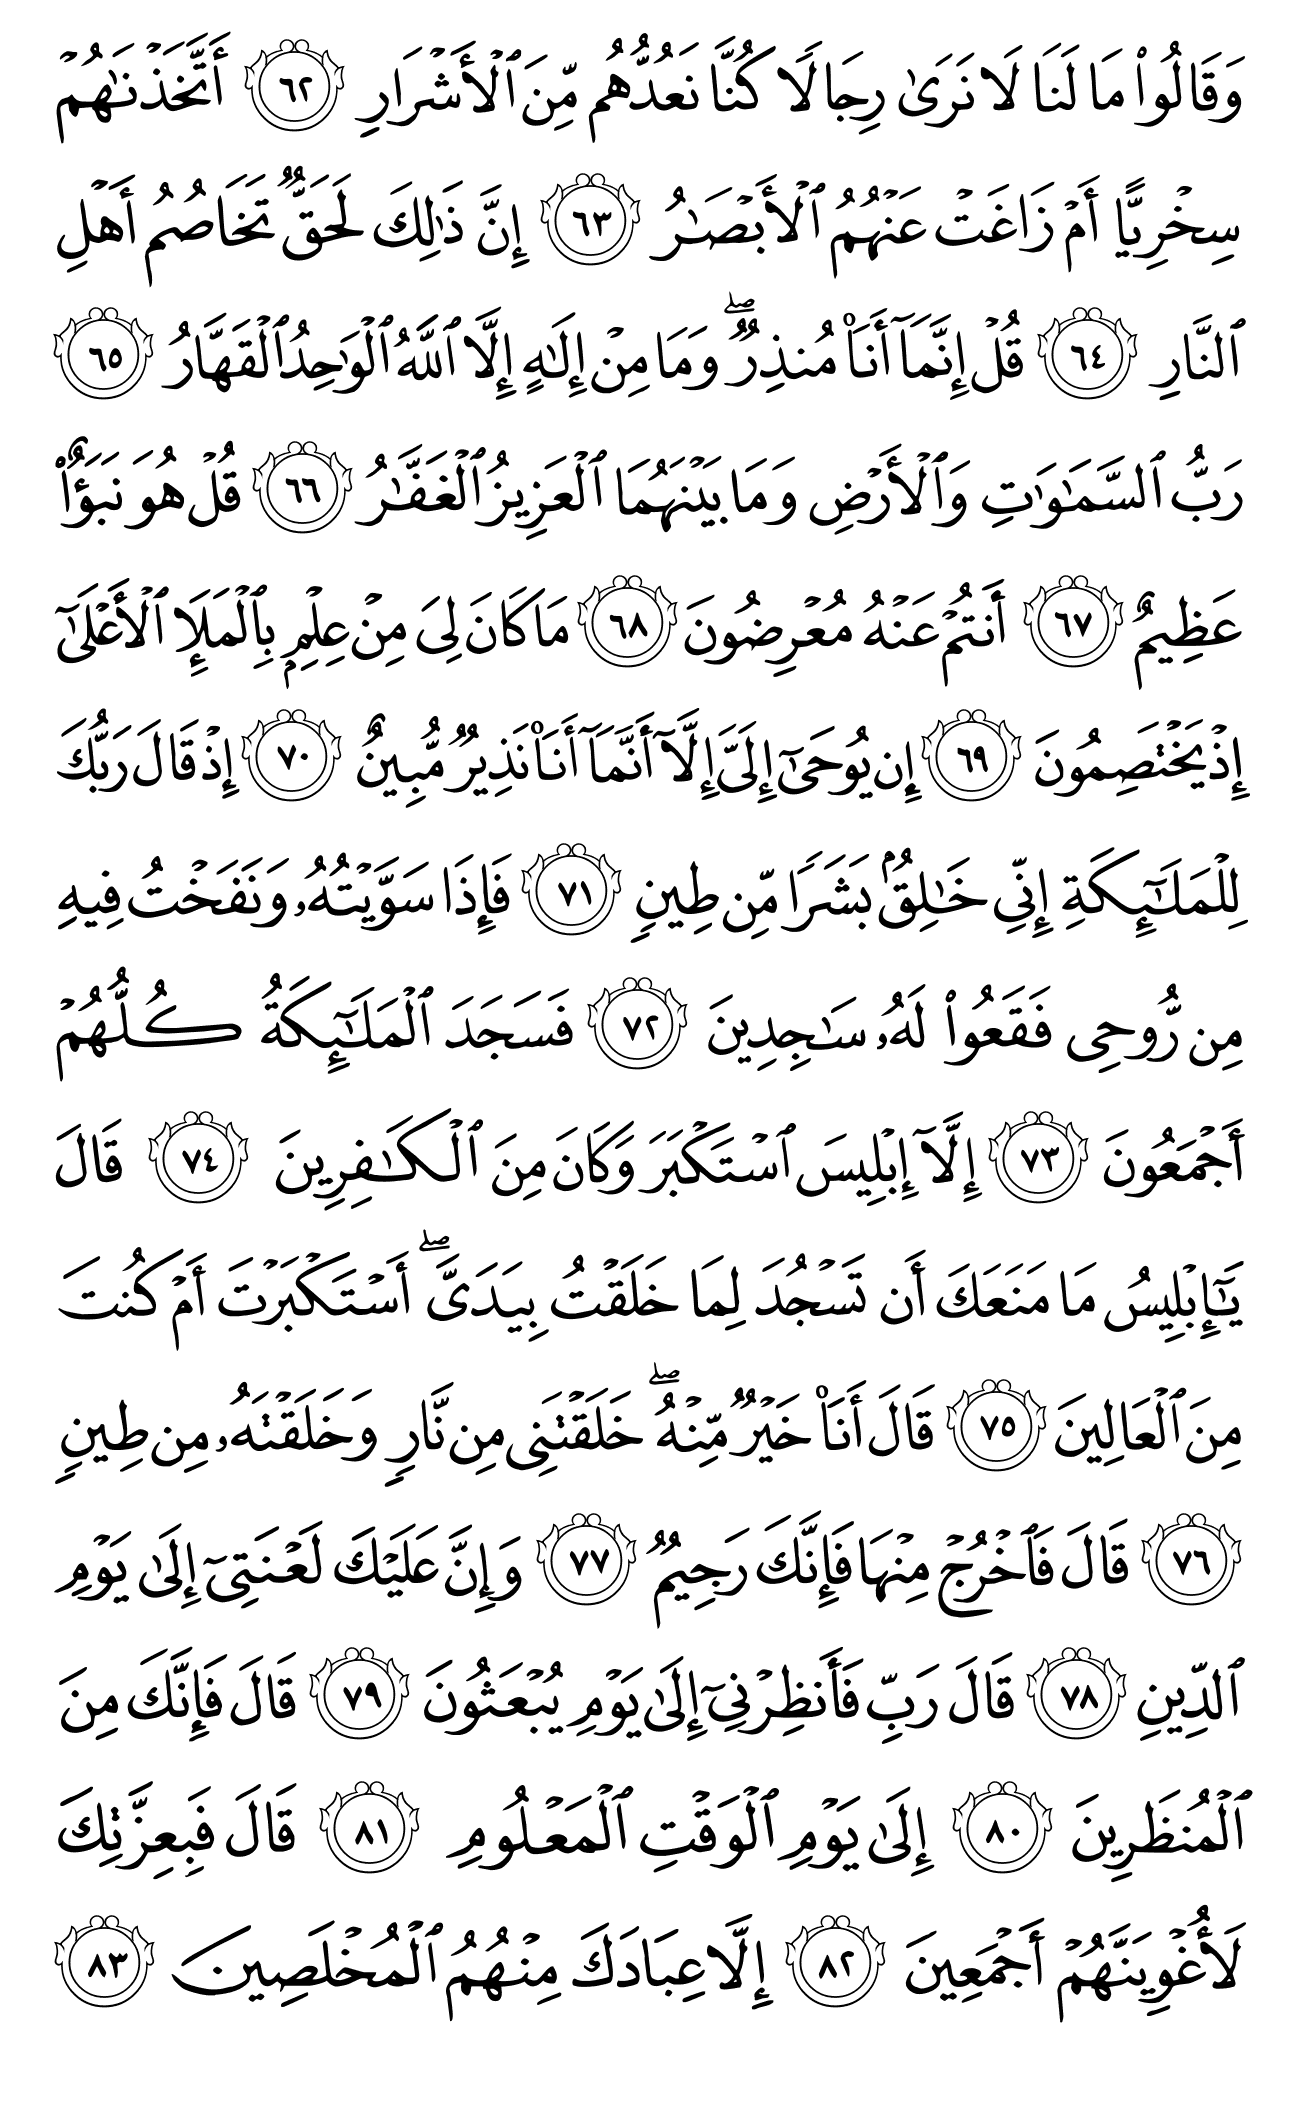 وَقَالُوا۟ مَا لَنَا لَا نَرَىٰ رِجَالًا كُنَّا نَعُدُّهُم مِّنَ ٱلْأَشْرَارِ ٦٢ أَتَّخَذْنَـٰهُمْ
سِخْرِيًّا أَمْ زَاغَتْ عَنْهُمُ ٱلْأَبْصَـٰرُ ٦٣ إِنَّ ذَٰلِكَ لَحَقٌّ تَخَاصُمُ أَهْلِ
ٱلنَّارِ ٦٤ قُلْ إِنَّمَآ أَنَا۠ مُنذِرٌ ۖ وَمَا مِنْ إِلَـٰهٍ إِلَّا ٱللَّهُ ٱلْوَٰحِدُ ٱلْقَهَّارُ ٦٥
رَبُّ ٱلسَّمَـٰوَٰتِ وَٱلْأَرْضِ وَمَا بَيْنَهُمَا ٱلْعَزِيزُ ٱلْغَفَّـٰرُ ٦٦ قُلْ هُوَ نَبَؤٌا۟
عَظِيمٌ ٦٧ أَنتُمْ عَنْهُ مُعْرِضُونَ ٦٨ مَا كَانَ لِىَ مِنْ عِلْمٍۭ بِٱلْمَلَإِ ٱلْأَعْلَىٰٓ
إِذْ يَخْتَصِمُونَ ٦٩ إِن يُوحَىٰٓ إِلَىَّ إِلَّآ أَنَّمَآ أَنَا۠ نَذِيرٌ مُّبِينٌ ٧٠ إِذْ قَالَ رَبُّكَ
لِلْمَلَـٰٓئِكَةِ إِنِّى خَـٰلِقٌۢ بَشَرًا مِّن طِينٍ ٧١ فَإِذَا سَوَّيْتُهُۥ وَنَفَخْتُ فِيهِ
مِن رُّوحِى فَقَعُوا۟ لَهُۥ سَـٰجِدِينَ ٧٢ فَسَجَدَ ٱلْمَلَـٰٓئِكَةُ كُلُّهُمْ
أَجْمَعُونَ ٧٣ إِلَّآ إِبْلِيسَ ٱسْتَكْبَرَ وَكَانَ مِنَ ٱلْكَـٰفِرِينَ ٧٤ قَالَ
يَـٰٓإِبْلِيسُ مَا مَنَعَكَ أَن تَسْجُدَ لِمَا خَلَقْتُ بِيَدَىَّ ۖ أَسْتَكْبَرْتَ أَمْ كُنتَ
مِنَ ٱلْعَالِينَ ٧٥ قَالَ أَنَا۠ خَيْرٌ مِّنْهُ ۖ خَلَقْتَنِى مِن نَّارٍ وَخَلَقْتَهُۥ مِن طِينٍ
٧٦ قَالَ فَٱخْرُجْ مِنْهَا فَإِنَّكَ رَجِيمٌ ٧٧ وَإِنَّ عَلَيْكَ لَعْنَتِىٓ إِلَىٰ يَوْمِ
ٱلدِّينِ ٧٨ قَالَ رَبِّ فَأَنظِرْنِىٓ إِلَىٰ يَوْمِ يُبْعَثُونَ ٧٩ قَالَ فَإِنَّكَ مِنَ
ٱلْمُنظَرِينَ ٨٠ إِلَىٰ يَوْمِ ٱلْوَقْتِ ٱلْمَعْلُومِ ٨١ قَالَ فَبِعِزَّتِكَ
لَأُغْوِيَنَّهُمْ أَجْمَعِينَ ٨٢ إِلَّا عِبَادَكَ مِنْهُمُ ٱلْمُخْلَصِينَ ٨٣